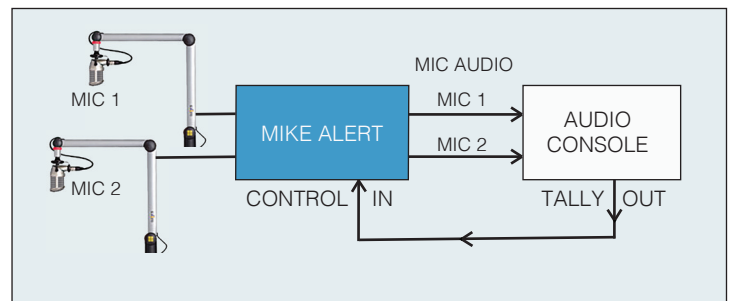 MIC 1
MIC 2
MIKE ALERT
MIC AUDIO
MIC 1
MIC 2
AUDIO
CONSOLE
CONTROL IN
TALLY OUT